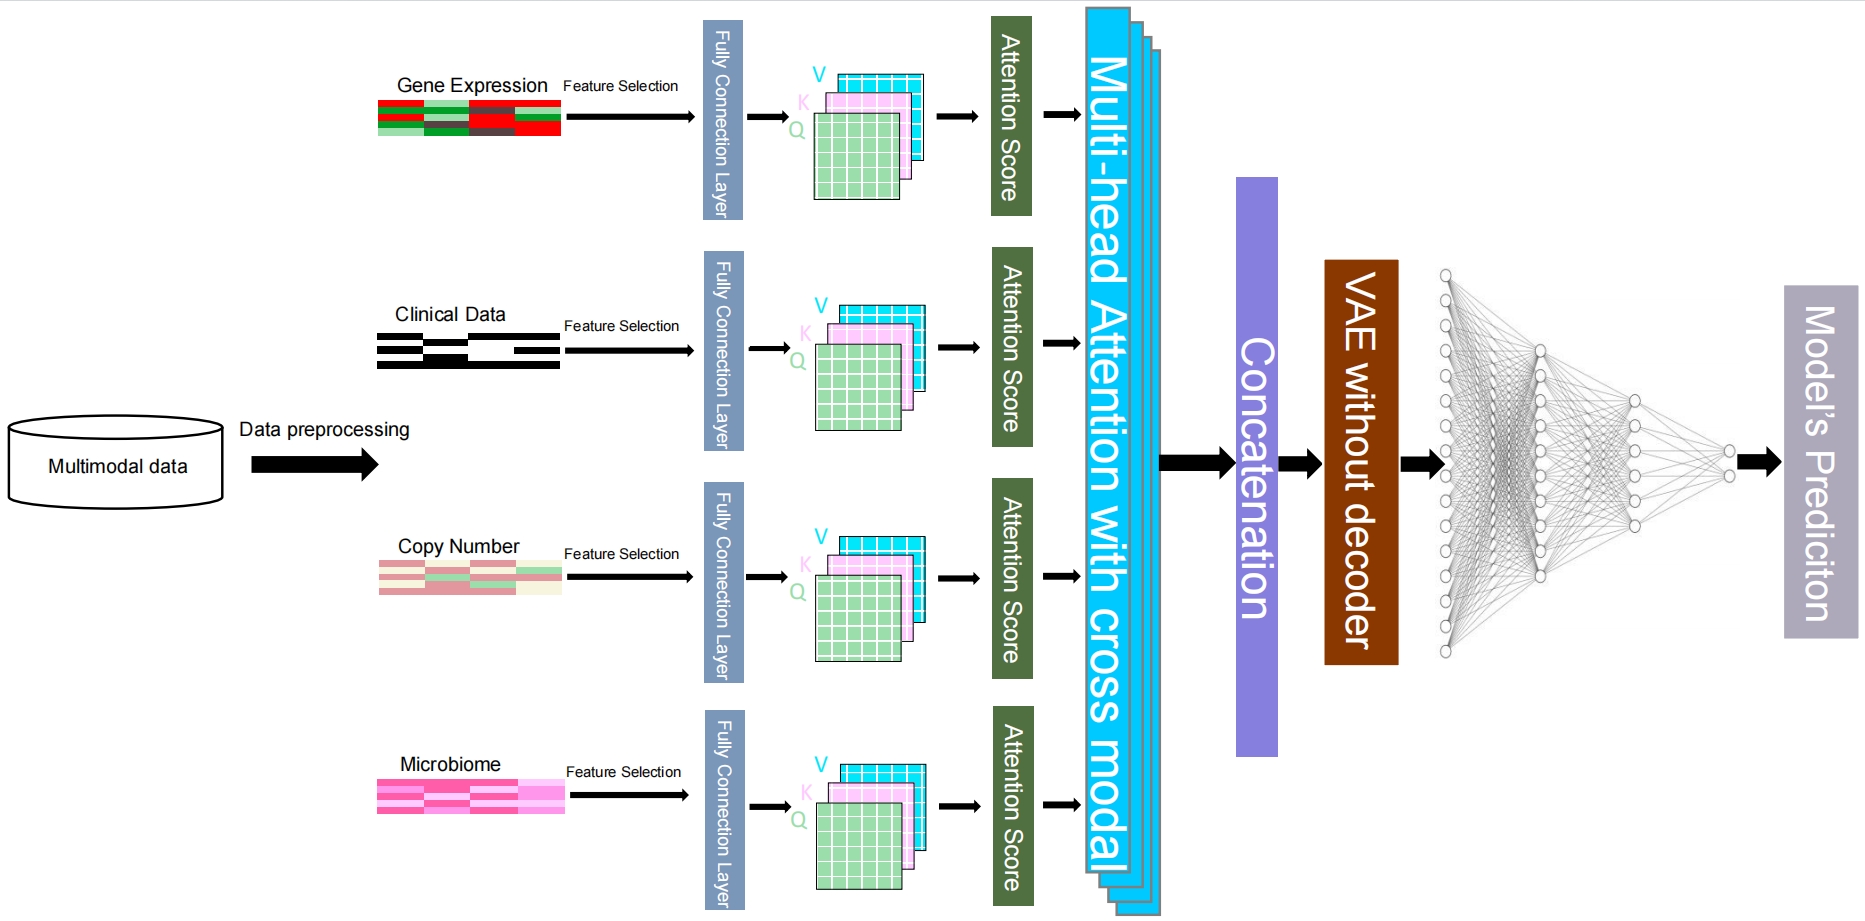 Multimodal data
Data preprocessing
Gene Expression
Feature Selection
Fully Connection Layer
V
K
Q
Attention Score
Clinical Data
Feature Selection
Fully Connection Layer
V
K
Q
Attention Score
Copy Number
Feature Selection
Fully Connection Layer
V
K
Q
Attention Score
Microbiome
Feature Selection
Fully Connection Layer
V
K
Q
Attention Score
Multi-head Attention with cross modal
Concatenation
VAE without decoder
Model's Prediciton